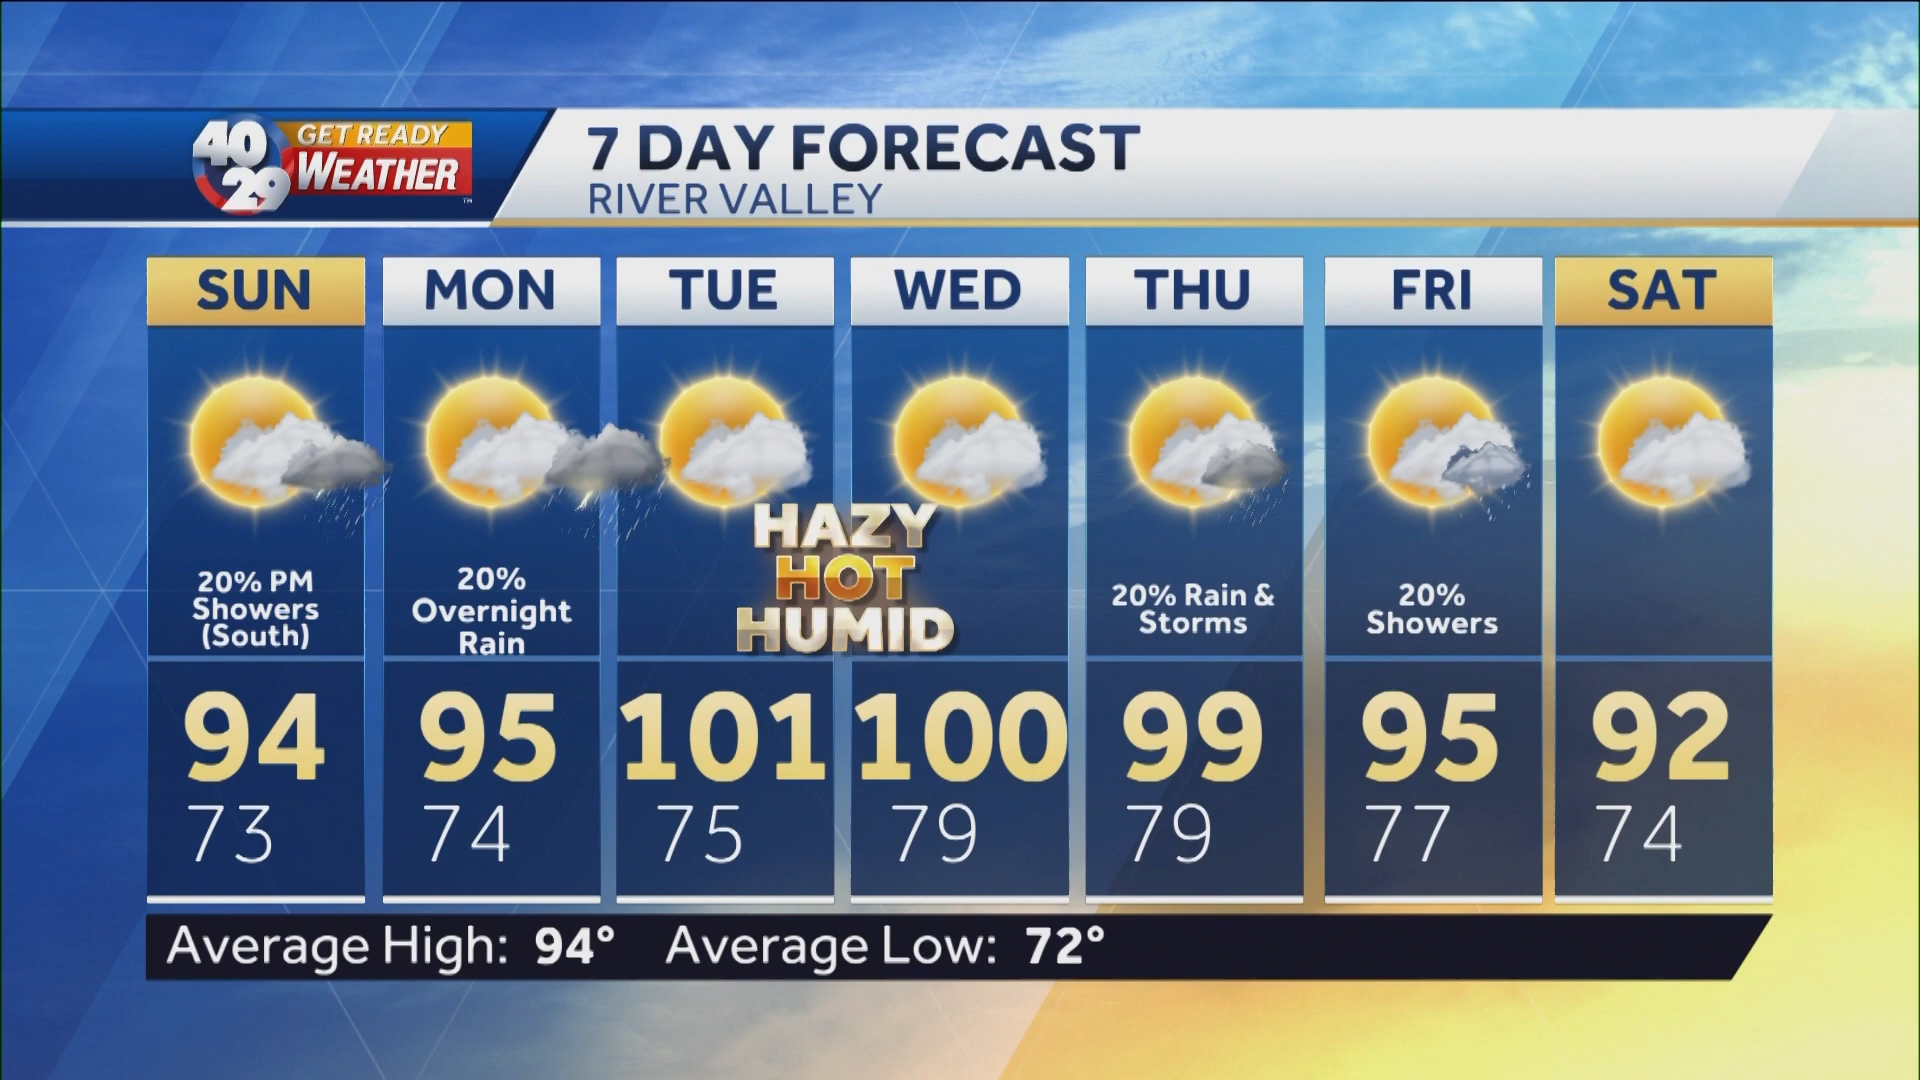 40
29
GET READY
WEATHER™
7 DAY FORECAST
RIVER VALLEY
SUN
MON
TUE
WED
THU
FRI
SAT
20% PM
Showers
(South)
20%
Overnight
Rain
HAZY
HOT
HUMID
20% Rain &
Storms
20%
Showers
94
95
101
100
99
95
92
73
74
75
79
79
77
74
Average High: 94° Average Low: 72°